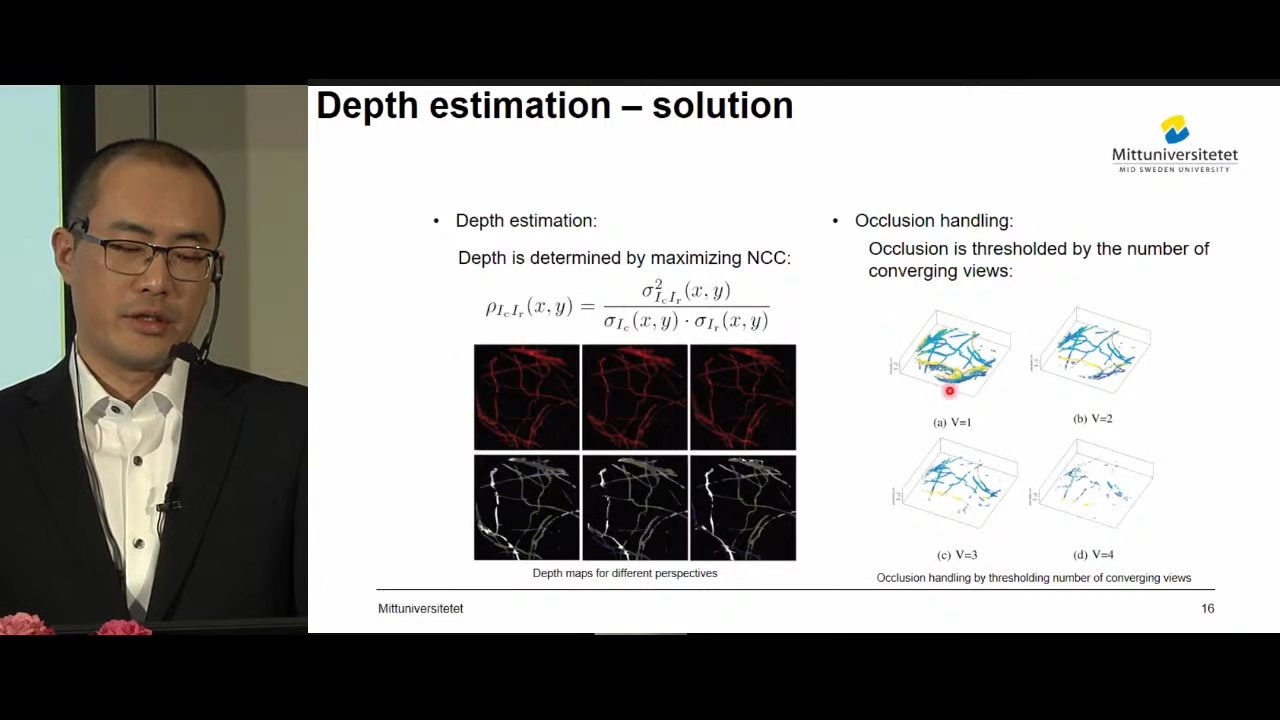 Depth estimation – solution
Mittuniversitetet
MID SWEDEN UNIVERSITY
• Depth estimation:
Depth is determined by maximizing NCC:
ρ_{I_c I_r}(x, y) = σ²_{I_c I_r}(x, y) / (σ_{I_c}(x, y) · σ_{I_r}(x, y))
Depth maps for different perspectives
• Occlusion handling:
Occlusion is thresholded by the number of
converging views:
(a) V=1
(b) V=2
(c) V=3
(d) V=4
Occlusion handling by thresholding number of converging views
Mittuniversitetet
16